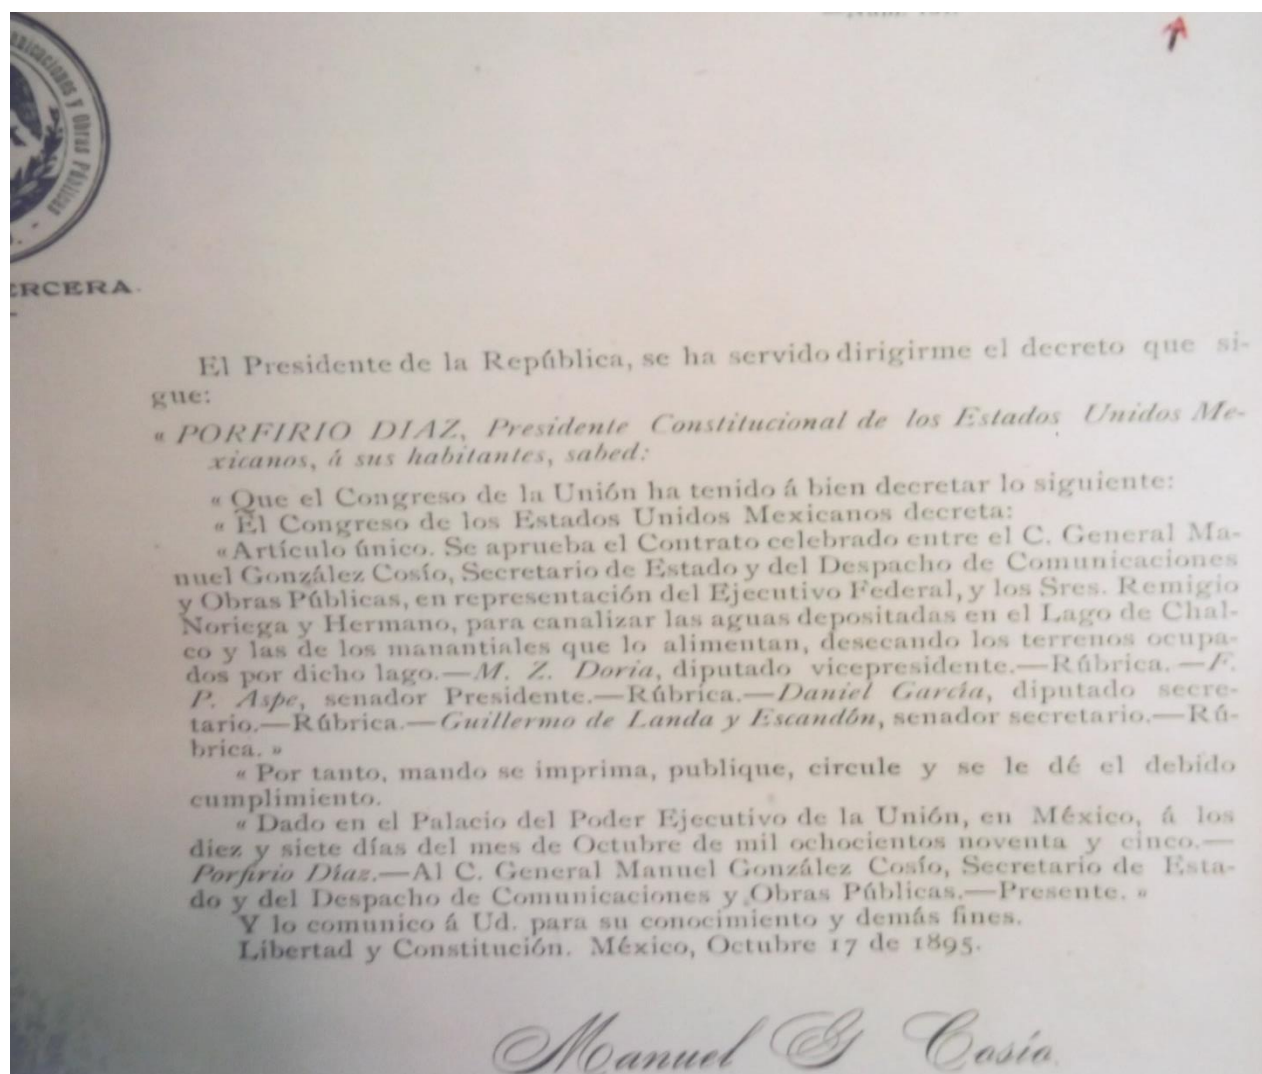 nicaciones y Obras Públicas
ERCERA.
El Presidente de la República, se ha servido dirigirme el decreto que si-
gue:
« PORFIRIO DIAZ, Presidente Constitucional de los Estados Unidos Me-
xicanos, á sus habitantes, sabed:
« Que el Congreso de la Unión ha tenido á bien decretar lo siguiente:
« El Congreso de los Estados Unidos Mexicanos decreta:
«Artículo único. Se aprueba el Contrato celebrado entre el C. General Ma-
nuel González Cosío, Secretario de Estado y del Despacho de Comunicaciones
y Obras Públicas, en representación del Ejecutivo Federal, y los Sres. Remigio
Noriega y Hermano, para canalizar las aguas depositadas en el Lago de Chal-
co y las de los manantiales que lo alimentan, desecando los terrenos ocupa-
dos por dicho lago.—M. Z. Doria, diputado vicepresidente.—Rúbrica.—F.
P. Aspe, senador Presidente.—Rúbrica.—Daniel García, diputado secre-
tario.—Rúbrica.—Guillermo de Landa y Escandón, senador secretario.—Rú-
brica. »
« Por tanto, mando se imprima, publique, circule y se le dé el debido
cumplimiento.
« Dado en el Palacio del Poder Ejecutivo de la Unión, en México, á los
diez y siete días del mes de Octubre de mil ochocientos noventa y cinco.—
Porfirio Díaz.—Al C. General Manuel González Cosío, Secretario de Esta-
do y del Despacho de Comunicaciones y Obras Públicas.—Presente. »
Y lo comunico á Ud. para su conocimiento y demás fines.
Libertad y Constitución. México, Octubre 17 de 1895.
Manuel G Cosío.